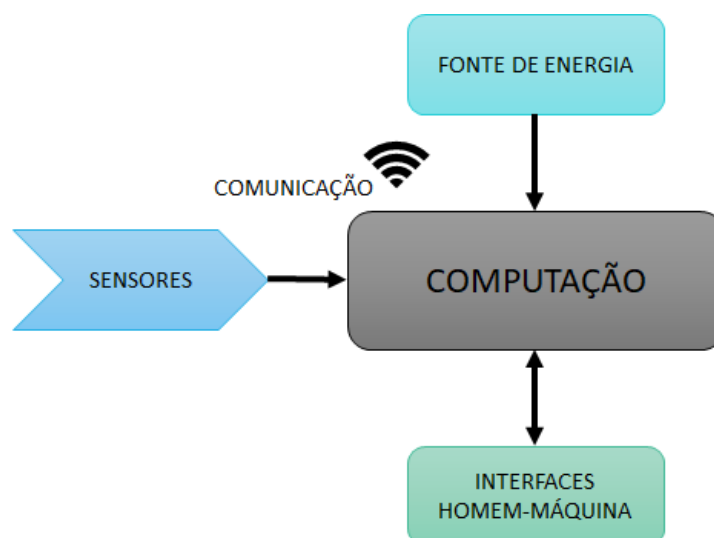 FONTE DE ENERGIA
COMUNICAÇÃO
SENSORES
COMPUTAÇÃO
INTERFACES
HOMEM-MÁQUINA